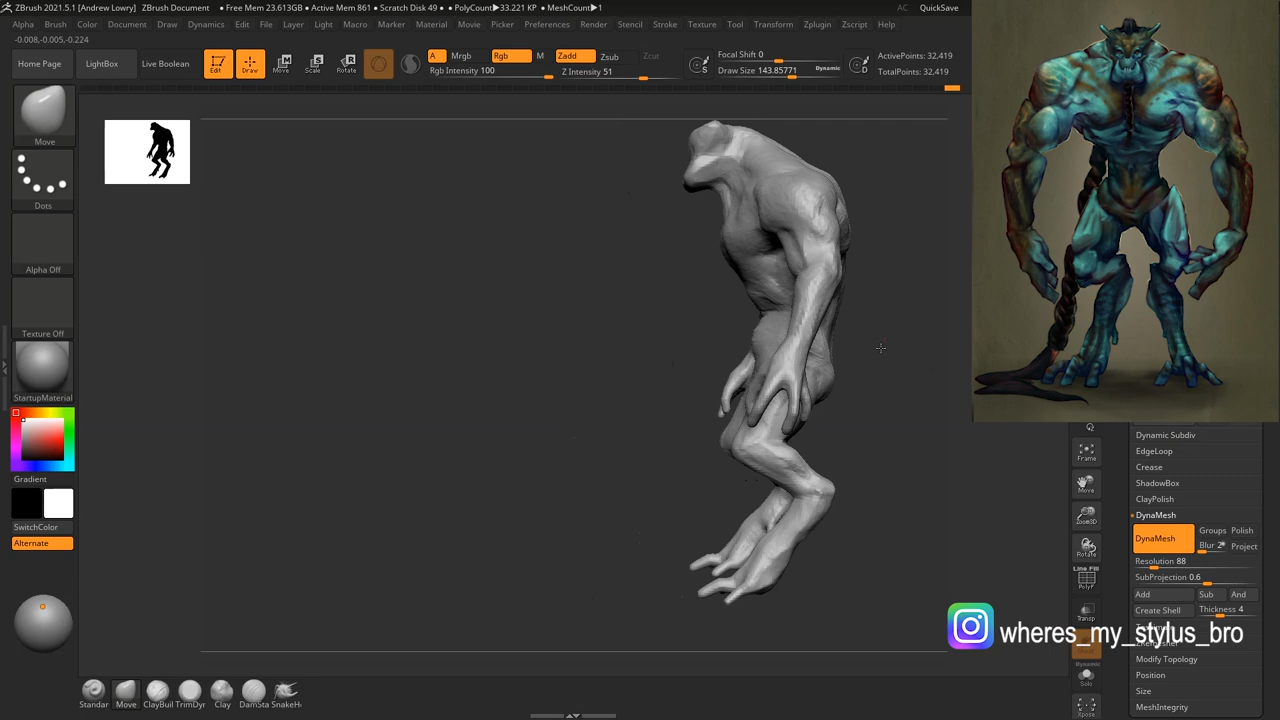 ZBrush 2021.5.1 [Andrew Lowry] ZBrush Document ● Free Mem 23.613GB ● Active Mem 861 ● Scratch Disk 49 ● PolyCount▶33.221 KP ● MeshCount▶1 AC QuickSave
Alpha Brush Color Document Draw Dynamics Edit File Layer Light Macro Marker Material Movie Picker Preferences Render Stencil Stroke Texture Tool Transform Zplugin Zscript Help
-0.008,-0.005,-0.224
Home Page LightBox Live Boolean Edit Draw Move Scale Rotate
A Mrgb Rgb M Zadd Zsub Zcut
Rgb Intensity 100 Z Intensity 51
Focal Shift 0
Draw Size 143.85771 Dynamic
S D
ActivePoints: 32,419
TotalPoints: 32,419
Move
Dots
Alpha Off
Texture Off
StartupMaterial
Gradient
SwitchColor
Alternate
Frame
Move
Zoom3D
Rotate
Line Fill
PolyF
Transp
Dynamic
Solo
Xpose
Dynamic Subdiv
EdgeLoop
Crease
ShadowBox
ClayPolish
DynaMesh
DynaMesh Groups Polish
Blur 2 Project
Resolution 88
SubProjection 0.6
Add Sub And
Create Shell Thickness 4
wheres_my_stylus_bro
Modify Topology
Position
Size
MeshIntegrity
Standar Move ClayBuil TrimDyr Clay DamSta SnakeH